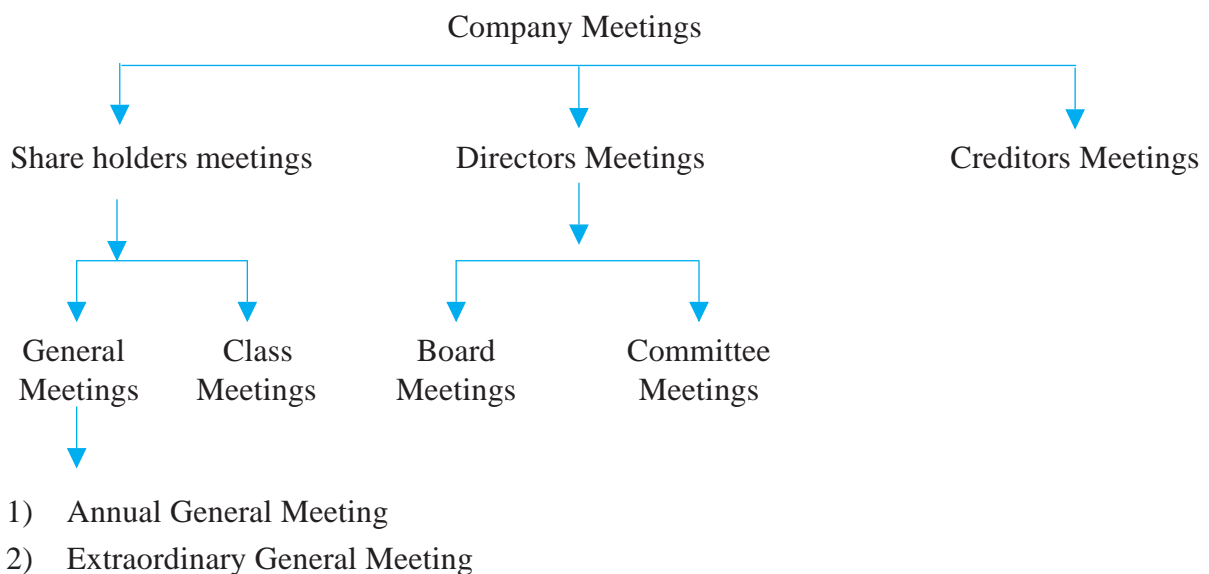 Company Meetings
Share holders meetings
Directors Meetings
Creditors Meetings
General
Meetings
Class
Meetings
Board
Meetings
Committee
Meetings
1) Annual General Meeting
2) Extraordinary General Meeting